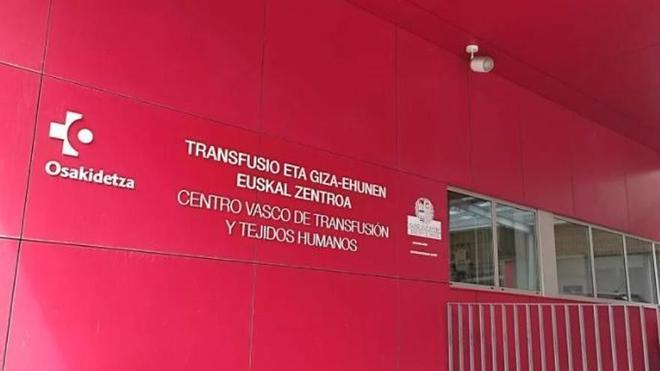 Osakidetza
TRANSFUSIO ETA GIZA-EHUNEN
EUSKAL ZENTROA
CENTRO VASCO DE TRANSFUSIÓN
Y TEJIDOS HUMANOS